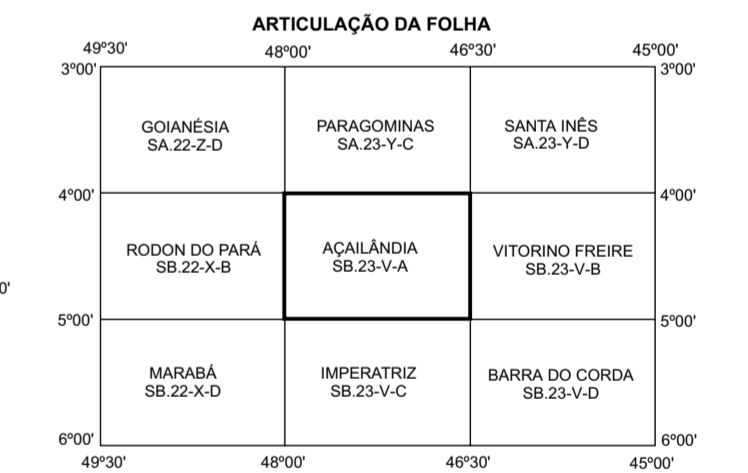 ARTICULAÇÃO DA FOLHA
49º30' 48º00' 46º30' 45º00'
3º00' 3º00'
GOIANÉSIA PARAGOMINAS SANTA INÊS
SA.22-Z-D SA.23-Y-C SA.23-Y-D
4º00' 4º00'
RODON DO PARÁ AÇAILÂNDIA VITORINO FREIRE
SB.22-X-B SB.23-V-A SB.23-V-B
0'
5º00' 5º00'
MARABÁ IMPERATRIZ BARRA DO CORDA
SB.22-X-D SB.23-V-C SB.23-V-D
6º00' 6º00'
49º30' 48º00' 46º30' 45º00'